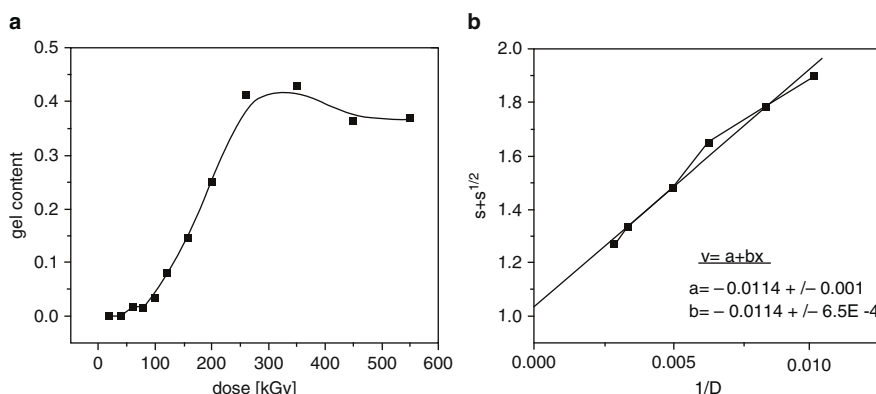 a
0.5
0.4
0.3
0.2
0.1
0.0
gel content
0 100 200 300 400 500 600
dose [kGy)
b
2.0
1.8
1.6
1.4
1.2
1.0
s+s^1/2
v= a+bx
a= – 0.0114 + /– 0.001
b= – 0.0114 + /– 6.5E -4
0.000 0.005 0.010
1/D